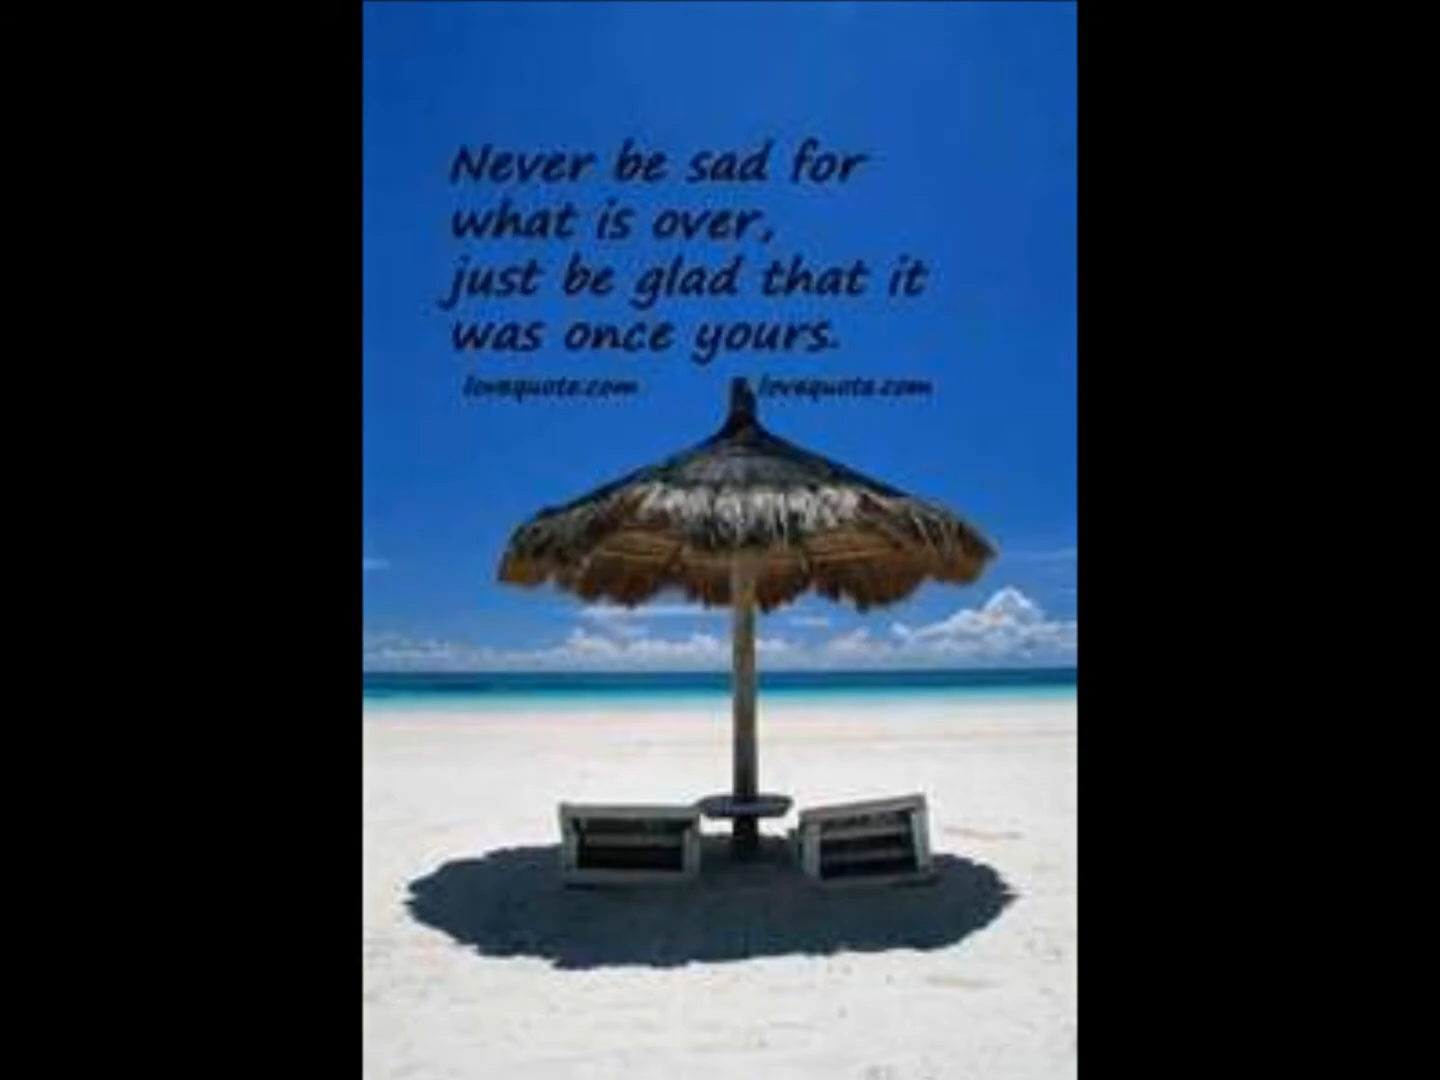 Never be sad for
what is over,
just be glad that it
was once yours.
lovequote.com lovequote.com